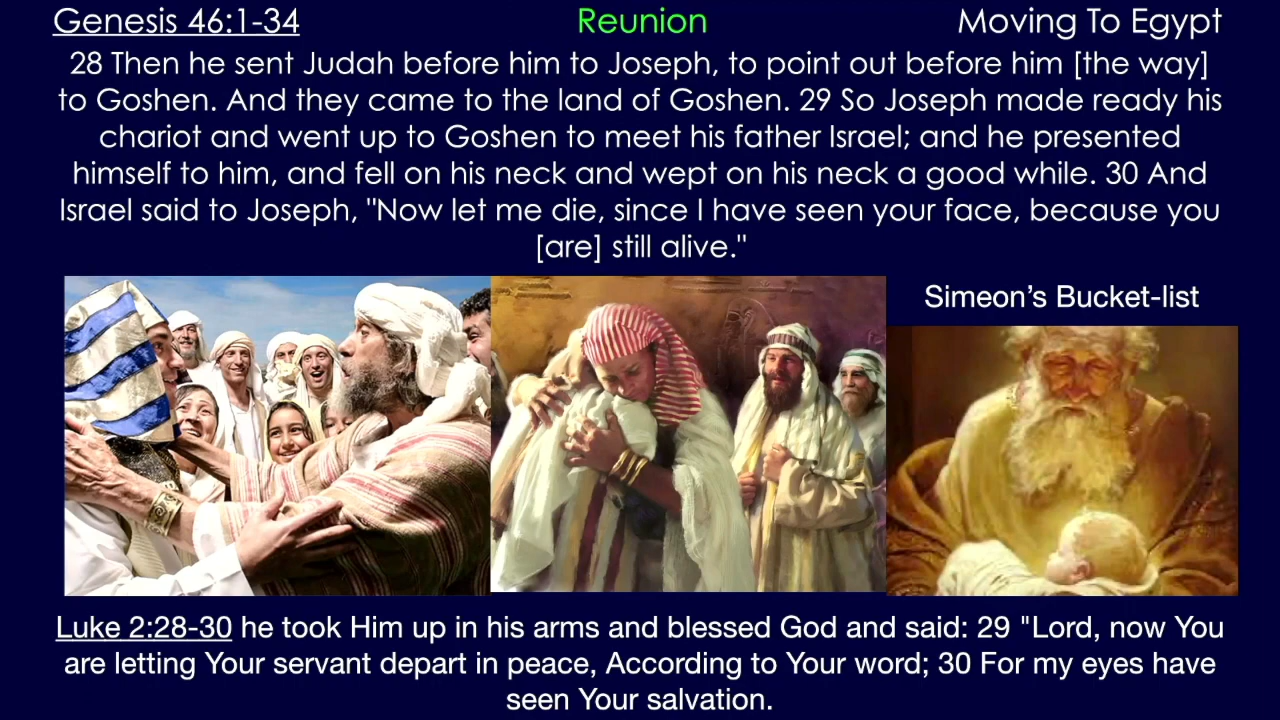 Genesis 46:1-34 Reunion Moving To Egypt
28 Then he sent Judah before him to Joseph, to point out before him [the way]
to Goshen. And they came to the land of Goshen. 29 So Joseph made ready his
chariot and went up to Goshen to meet his father Israel; and he presented
himself to him, and fell on his neck and wept on his neck a good while. 30 And
Israel said to Joseph, "Now let me die, since I have seen your face, because you
[are] still alive."
Simeon’s Bucket-list
Luke 2:28-30 he took Him up in his arms and blessed God and said: 29 "Lord, now You
are letting Your servant depart in peace, According to Your word; 30 For my eyes have
seen Your salvation.